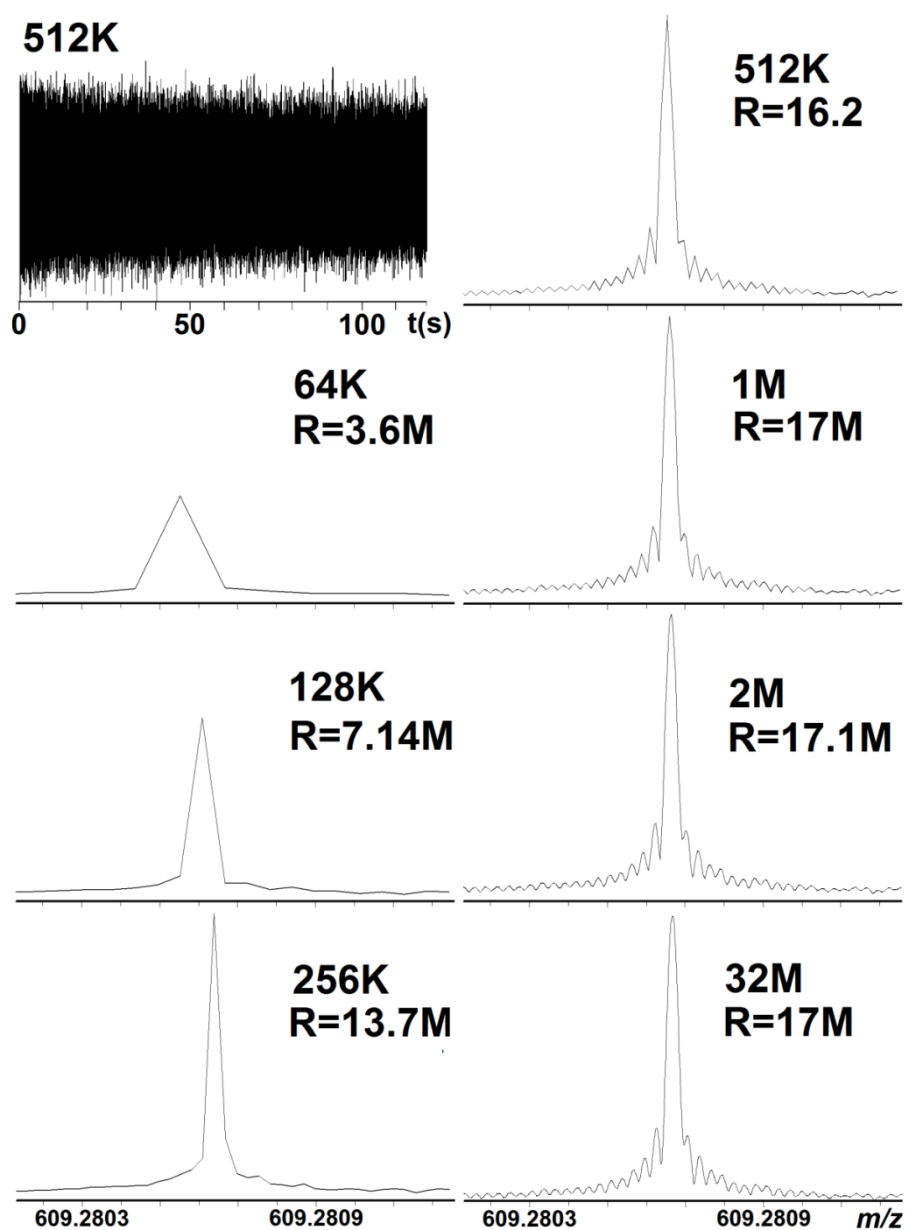 512K
0 50 100 t(s)
64K
R=3.6M
128K
R=7.14M
256K
R=13.7M
609.2803 609.2809
512K
R=16.2
1M
R=17M
2M
R=17.1M
32M
R=17M
609.2803 609.2809 m/z